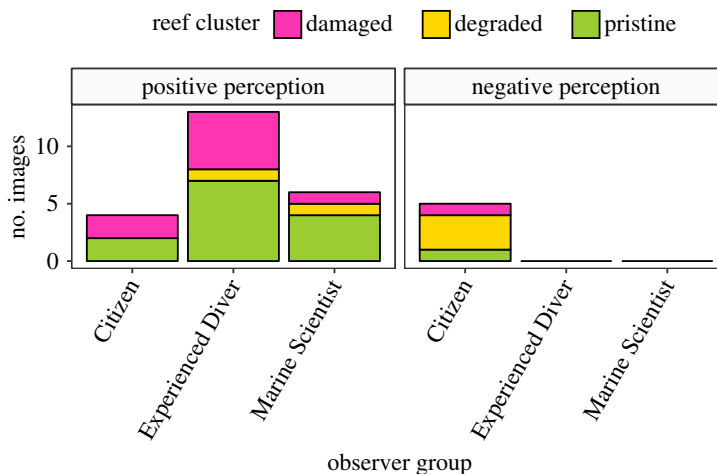 reef cluster damaged degraded pristine
positive perception negative perception
no. images
10
5
0
Citizen
Experienced Diver
Marine Scientist
Citizen
Experienced Diver
Marine Scientist
observer group